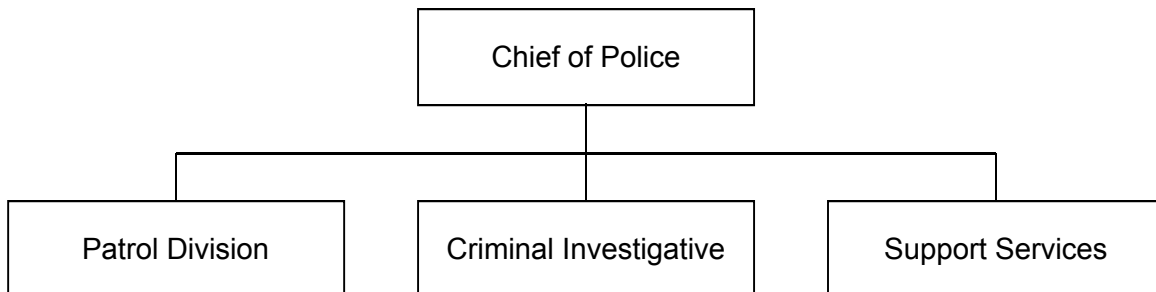 Chief of Police
Patrol Division
Criminal Investigative
Support Services